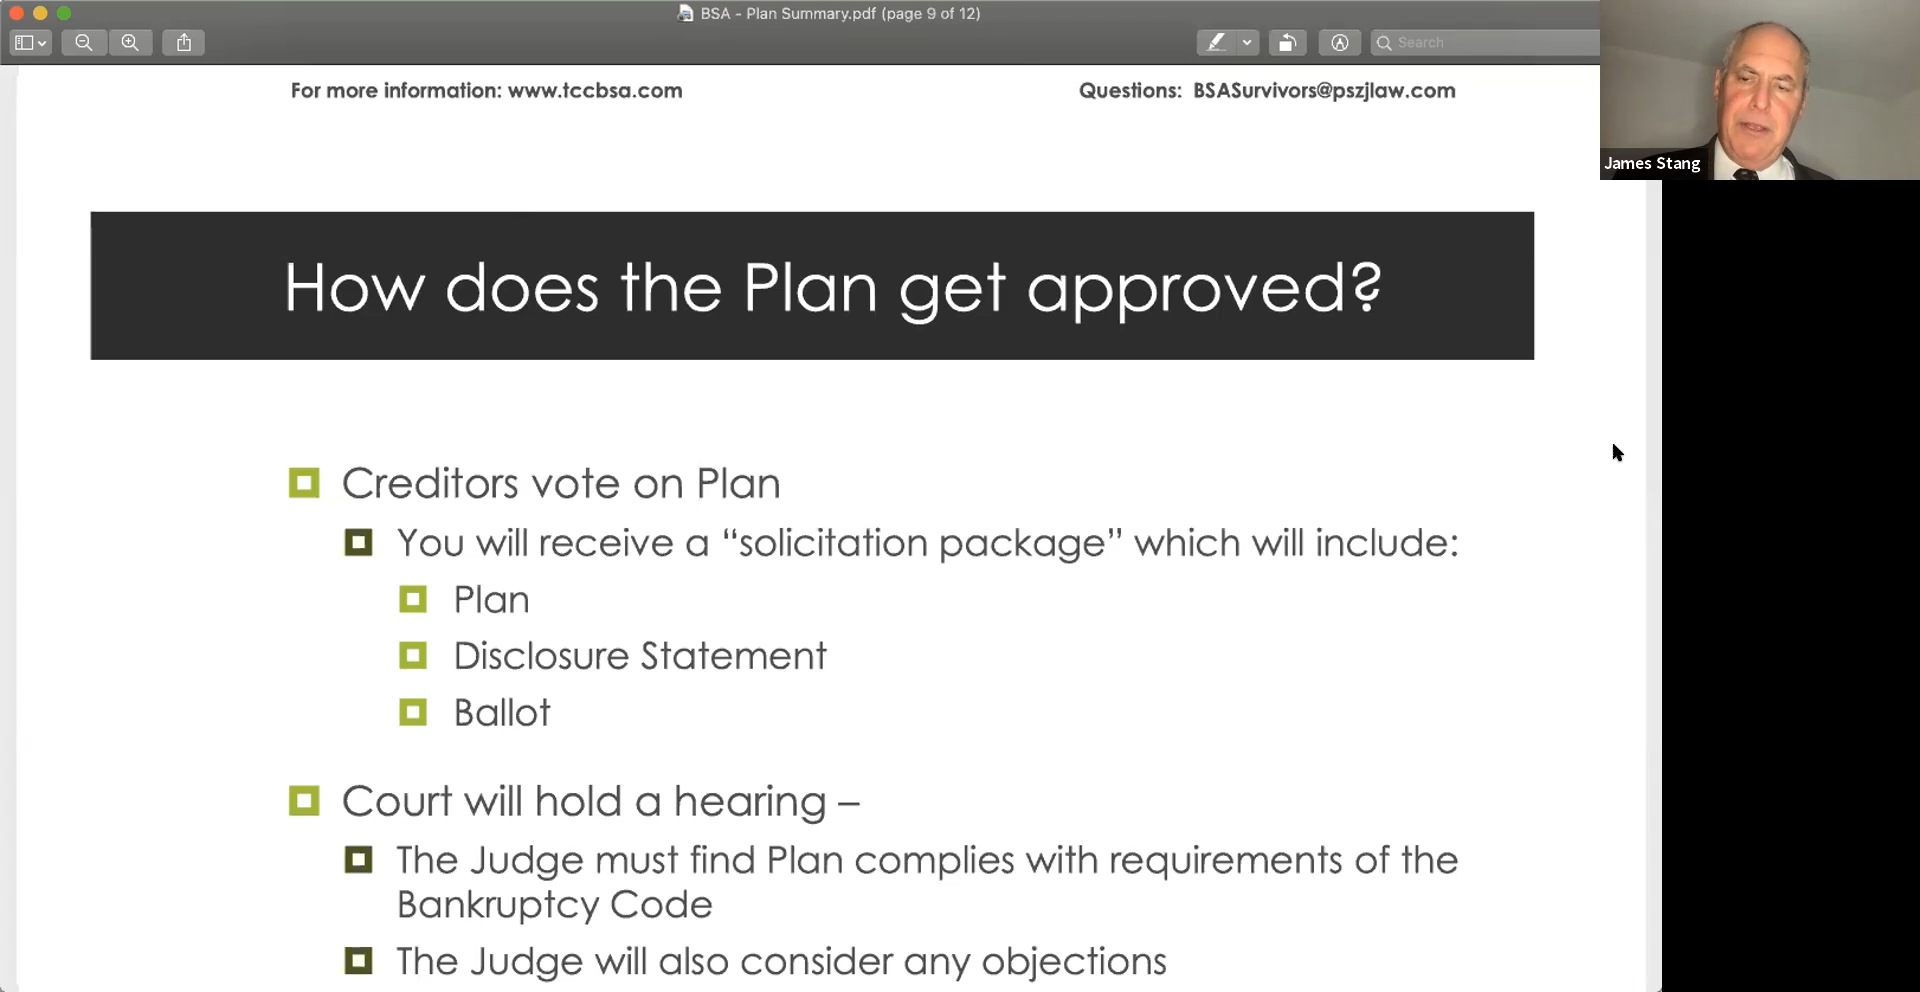 BSA - Plan Summary.pdf (page 9 of 12)
Search
For more information: www.tccbsa.com
Questions: BSASurvivors@pszjlaw.com
James Stang
How does the Plan get approved?
Creditors vote on Plan
You will receive a “solicitation package” which will include:
Plan
Disclosure Statement
Ballot
Court will hold a hearing –
The Judge must find Plan complies with requirements of the
Bankruptcy Code
The Judge will also consider any objections